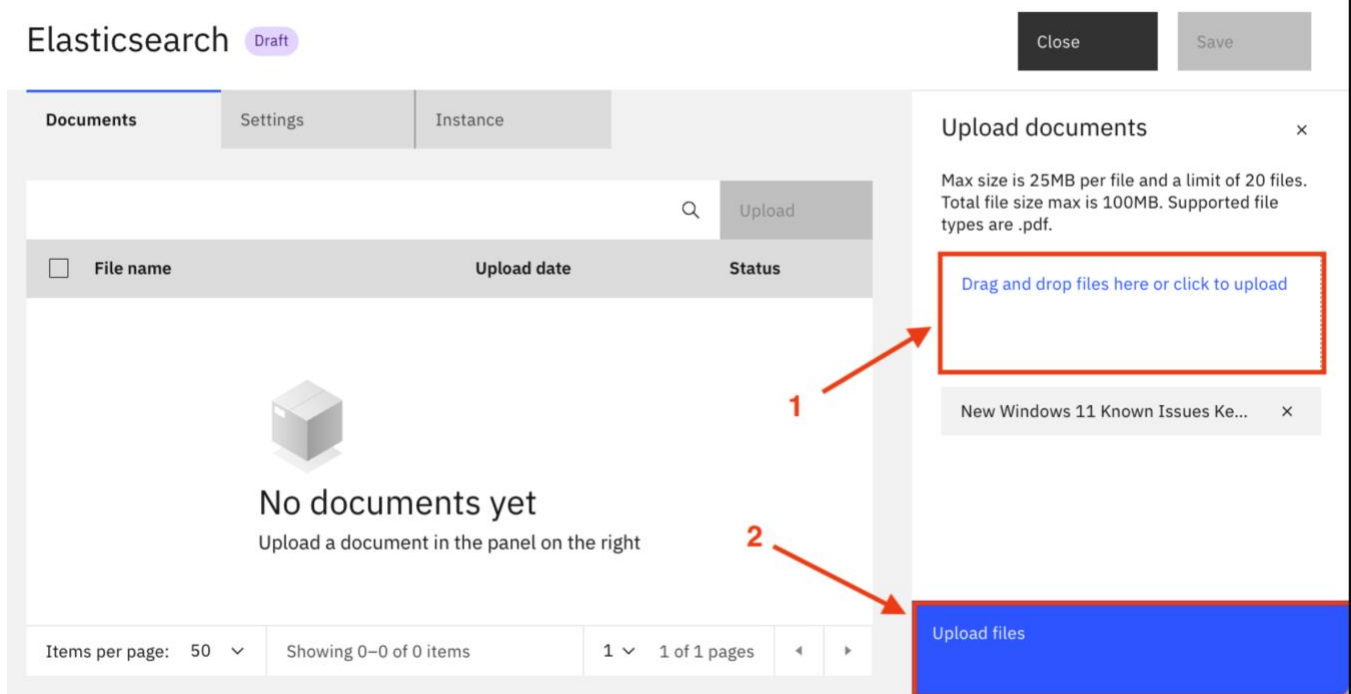 Elasticsearch Draft
Close
Save
Documents
Settings
Instance
Upload
File name
Upload date
Status
No documents yet
Upload a document in the panel on the right
Items per page: 50
Showing 0–0 of 0 items
1
1 of 1 pages
Upload documents
Max size is 25MB per file and a limit of 20 files.
Total file size max is 100MB. Supported file
types are .pdf.
Drag and drop files here or click to upload
1
New Windows 11 Known Issues Ke...
2
Upload files